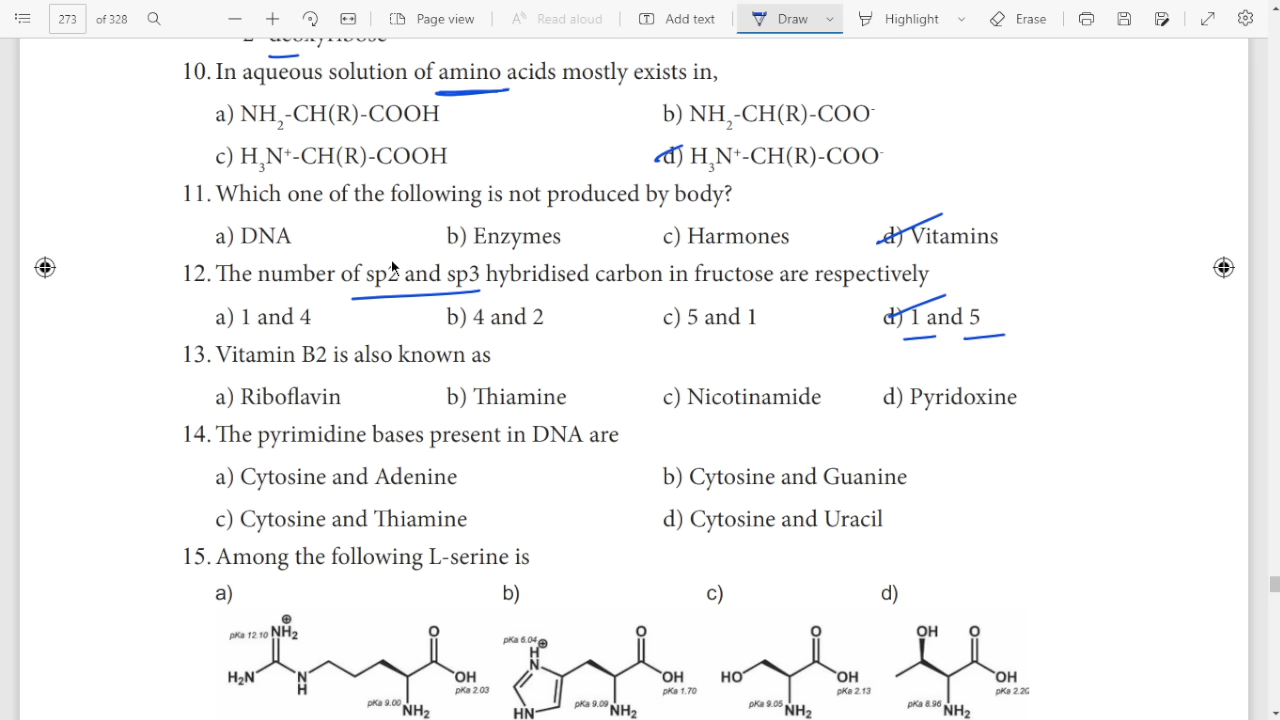 273 of 328 Page view Read aloud Add text Draw Highlight Erase
10. In aqueous solution of amino acids mostly exists in,
a) NH₂-CH(R)-COOH b) NH₂-CH(R)-COO⁻
c) H₃N⁺-CH(R)-COOH d) H₃N⁺-CH(R)-COO⁻
11. Which one of the following is not produced by body?
a) DNA b) Enzymes c) Harmones d) Vitamins
12. The number of sp2 and sp3 hybridised carbon in fructose are respectively
a) 1 and 4 b) 4 and 2 c) 5 and 1 d) 1 and 5
13. Vitamin B2 is also known as
a) Riboflavin b) Thiamine c) Nicotinamide d) Pyridoxine
14. The pyrimidine bases present in DNA are
a) Cytosine and Adenine b) Cytosine and Guanine
c) Cytosine and Thiamine d) Cytosine and Uracil
15. Among the following L-serine is
a) b) c) d)
pKa 12.10 NH₂ ⊕ O pKa 6.04 ⊕ H N O O OH O
H₂N N H OH pKa 2.03 OH pKa 1.70 HO OH pKa 2.13 OH pKa 2.20
pKa 9.00 NH₂ HN pKa 9.09 NH₂ pKa 9.05 NH₂ pKa 8.96 NH₂